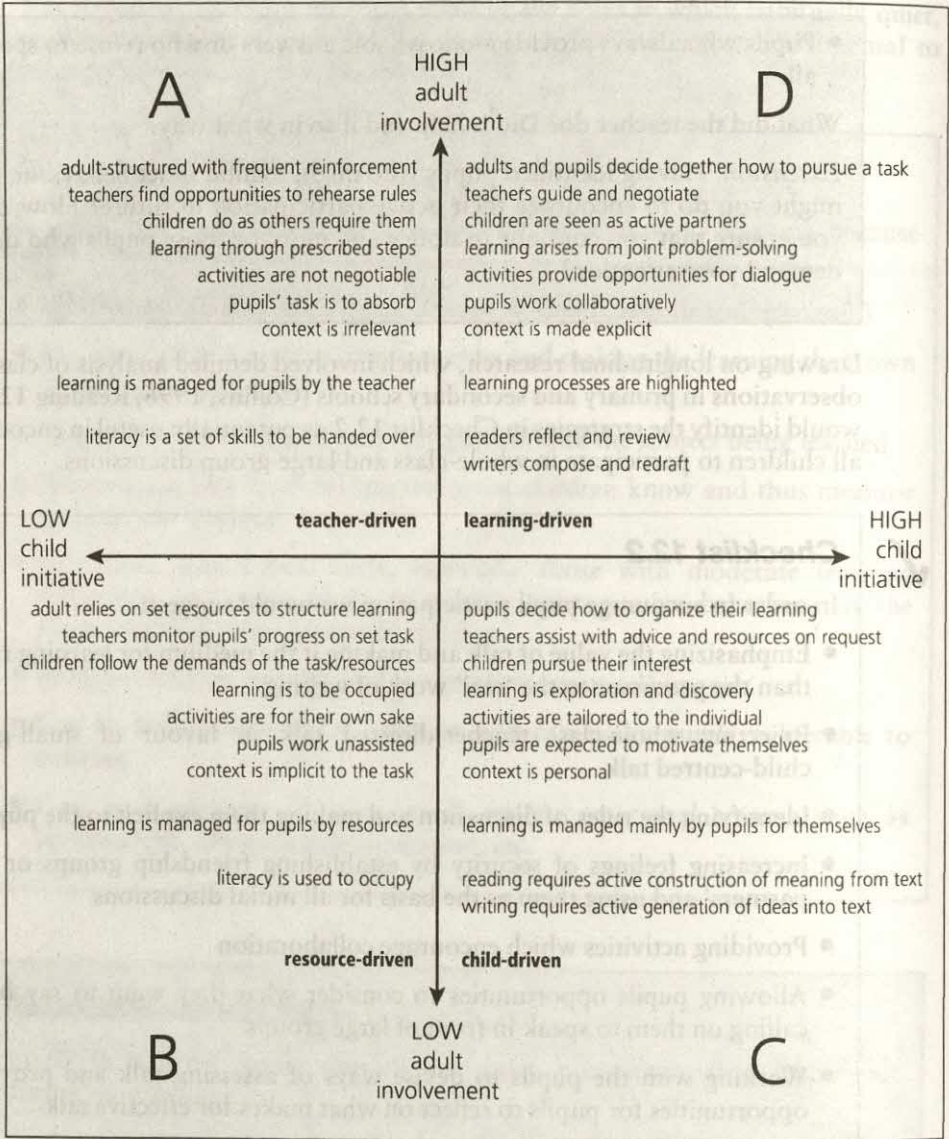 A
HIGH
adult
involvement
D
adult-structured with frequent reinforcement
teachers find opportunities to rehearse rules
children do as others require them
learning through prescribed steps
activities are not negotiable
pupils' task is to absorb
context is irrelevant
learning is managed for pupils by the teacher
literacy is a set of skills to be handed over
teacher-driven
adults and pupils decide together how to pursue a task
teachers guide and negotiate
children are seen as active partners
learning arises from joint problem-solving
activities provide opportunities for dialogue
pupils work collaboratively
context is made explicit
learning processes are highlighted
readers reflect and review
writers compose and redraft
learning-driven
LOW
child
initiative
HIGH
child
initiative
adult relies on set resources to structure learning
teachers monitor pupils' progress on set task
children follow the demands of the task/resources
learning is to be occupied
activities are for their own sake
pupils work unassisted
context is implicit to the task
learning is managed for pupils by resources
literacy is used to occupy
resource-driven
pupils decide how to organize their learning
teachers assist with advice and resources on request
children pursue their interest
learning is exploration and discovery
activities are tailored to the individual
pupils are expected to motivate themselves
context is personal
learning is managed mainly by pupils for themselves
reading requires active construction of meaning from text
writing requires active generation of ideas into text
child-driven
B
LOW
adult
involvement
C